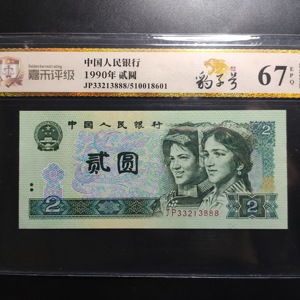 嘉禾评级
中国人民银行
1990年 贰圆
JP33213888/510018601
豹子号
67 EPQ
中国人民银行
2
贰圆
JP33213888
2
2